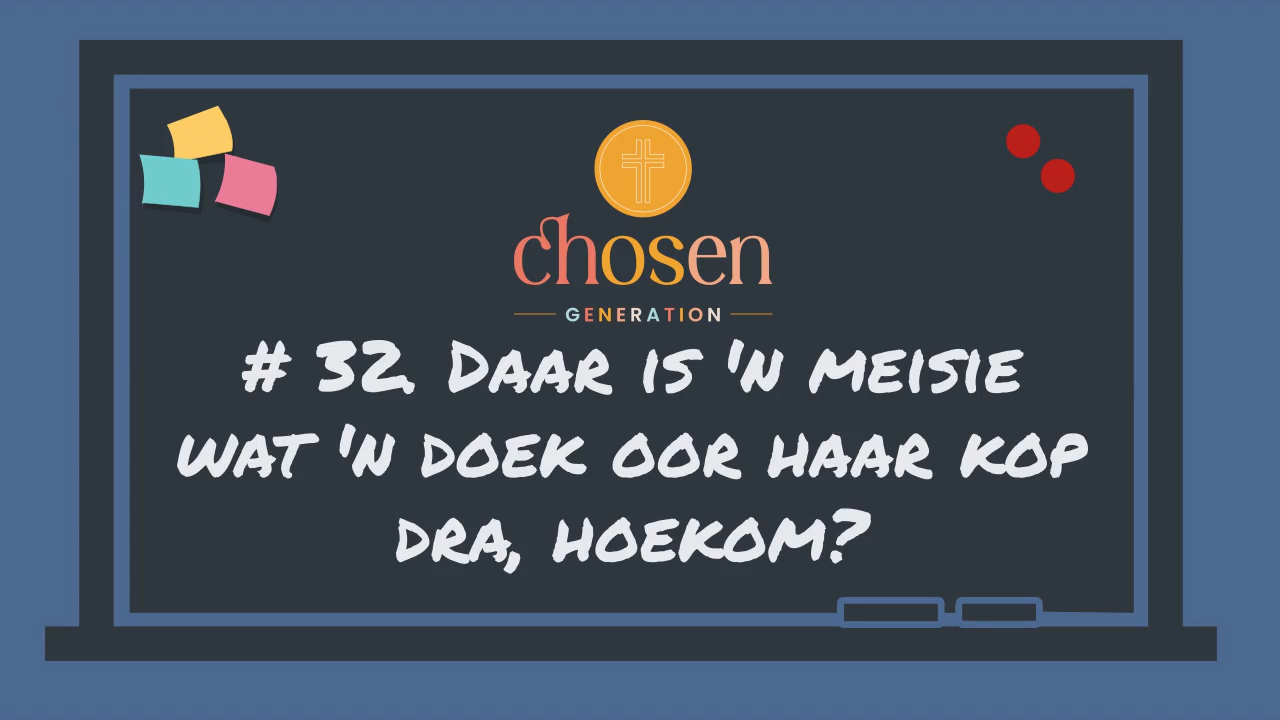 chosen
GENERATION
# 32. Daar is 'n meisie
wat 'n doek oor haar kop
dra, hoekom?